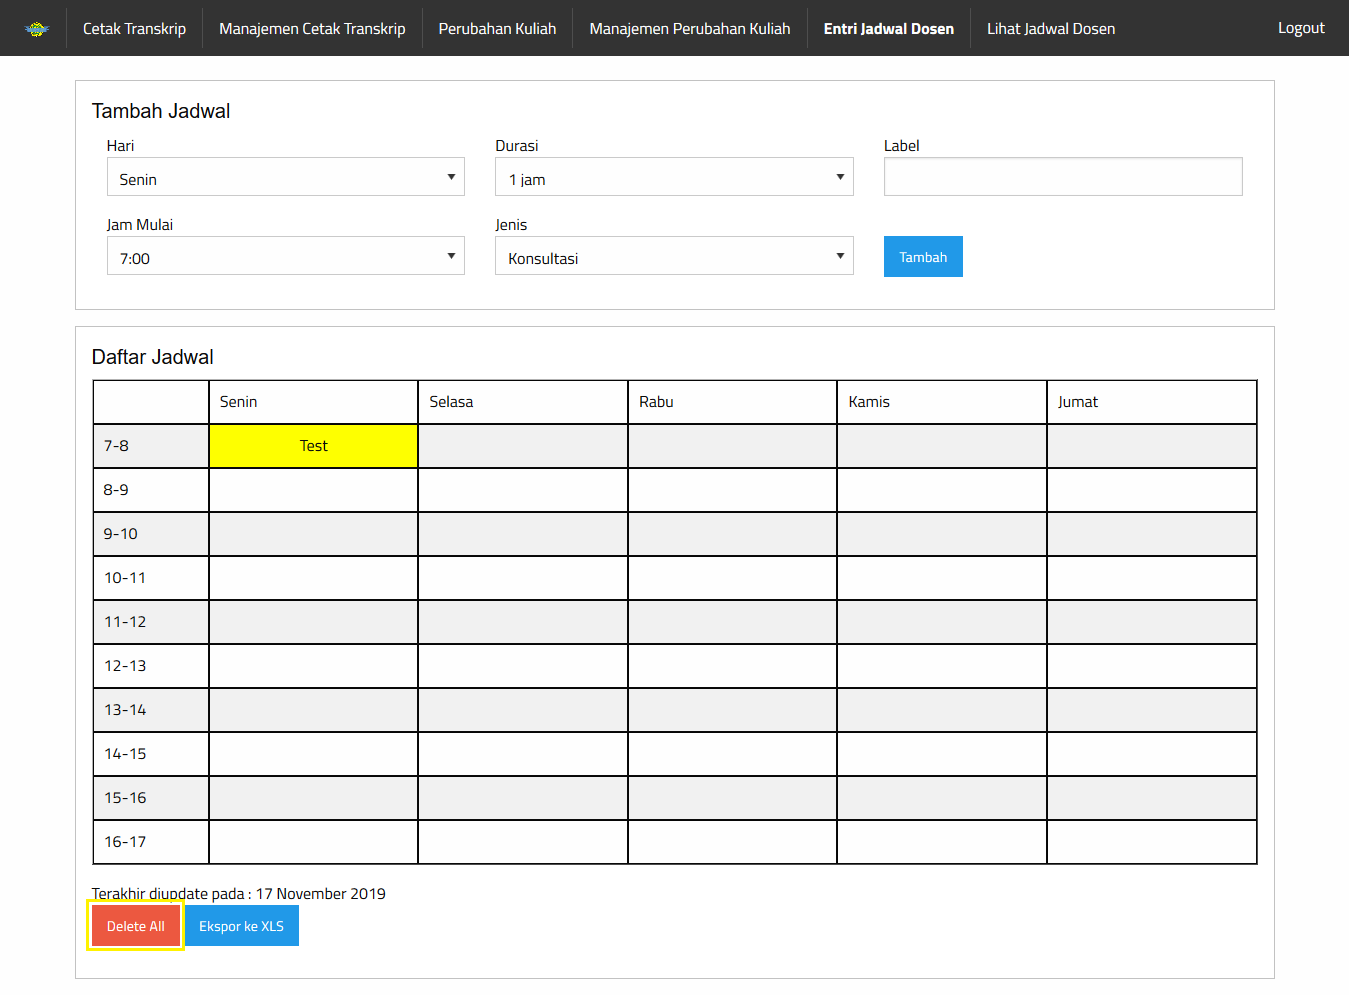 Cetak Transkrip Manajemen Cetak Transkrip Perubahan Kuliah Manajemen Perubahan Kuliah Entri Jadwal Dosen Lihat Jadwal Dosen Logout
Tambah Jadwal
Hari Durasi Label
Senin 1 jam
Jam Mulai Jenis
7:00 Konsultasi Tambah
Daftar Jadwal
Senin Selasa Rabu Kamis Jumat
7-8 Test
8-9
9-10
10-11
11-12
12-13
13-14
14-15
15-16
16-17
Terakhir diupdate pada : 17 November 2019
Delete All Ekspor ke XLS